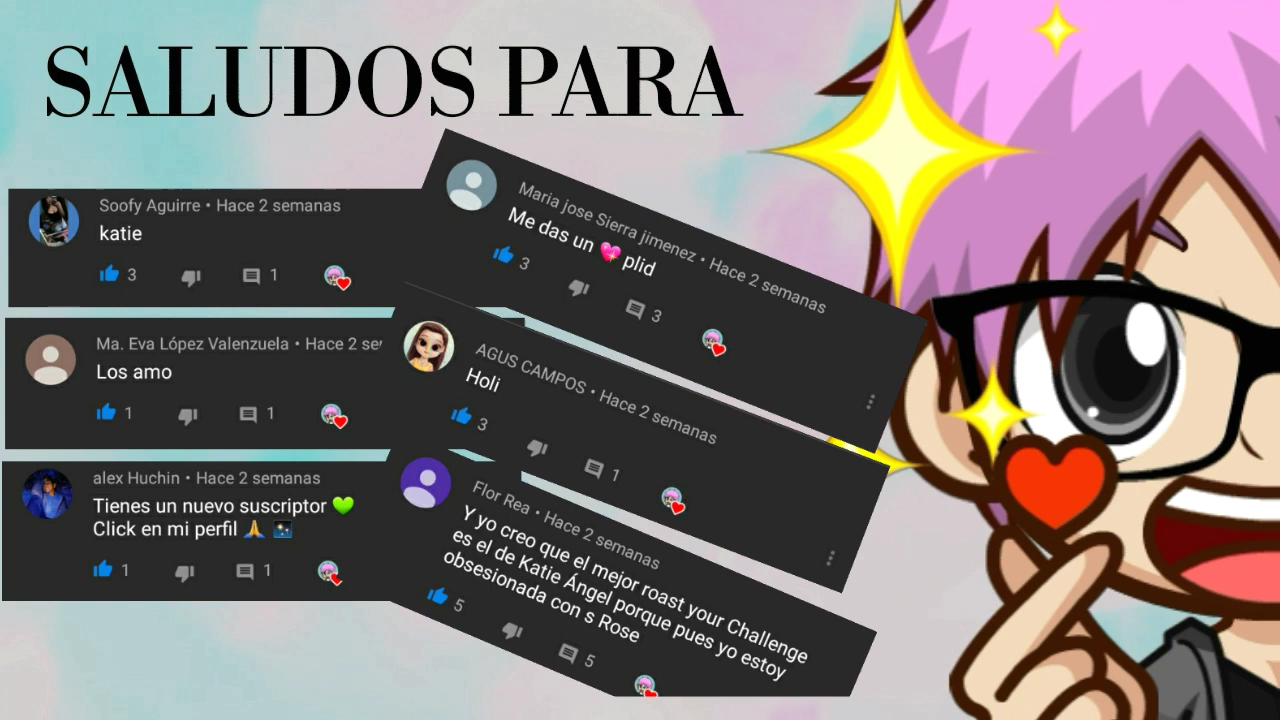 SALUDOS PARA
Soofy Aguirre • Hace 2 semanas
katie
3
1
Ma. Eva López Valenzuela • Hace 2 se
Los amo
1
1
alex Huchin • Hace 2 semanas
Tienes un nuevo suscriptor 💚
Click en mi perfil 🙏 🌃
1
1
Maria jose Sierra jimenez • Hace 2 semanas
Me das un 💖 plid
3
3
AGUS CAMPOS • Hace 2 semanas
Holi
3
1
Flor Rea • Hace 2 semanas
Y yo creo que el mejor roast your Challenge
es el de Katie Ángel porque pues yo estoy
obsesionada con s Rose
5
5